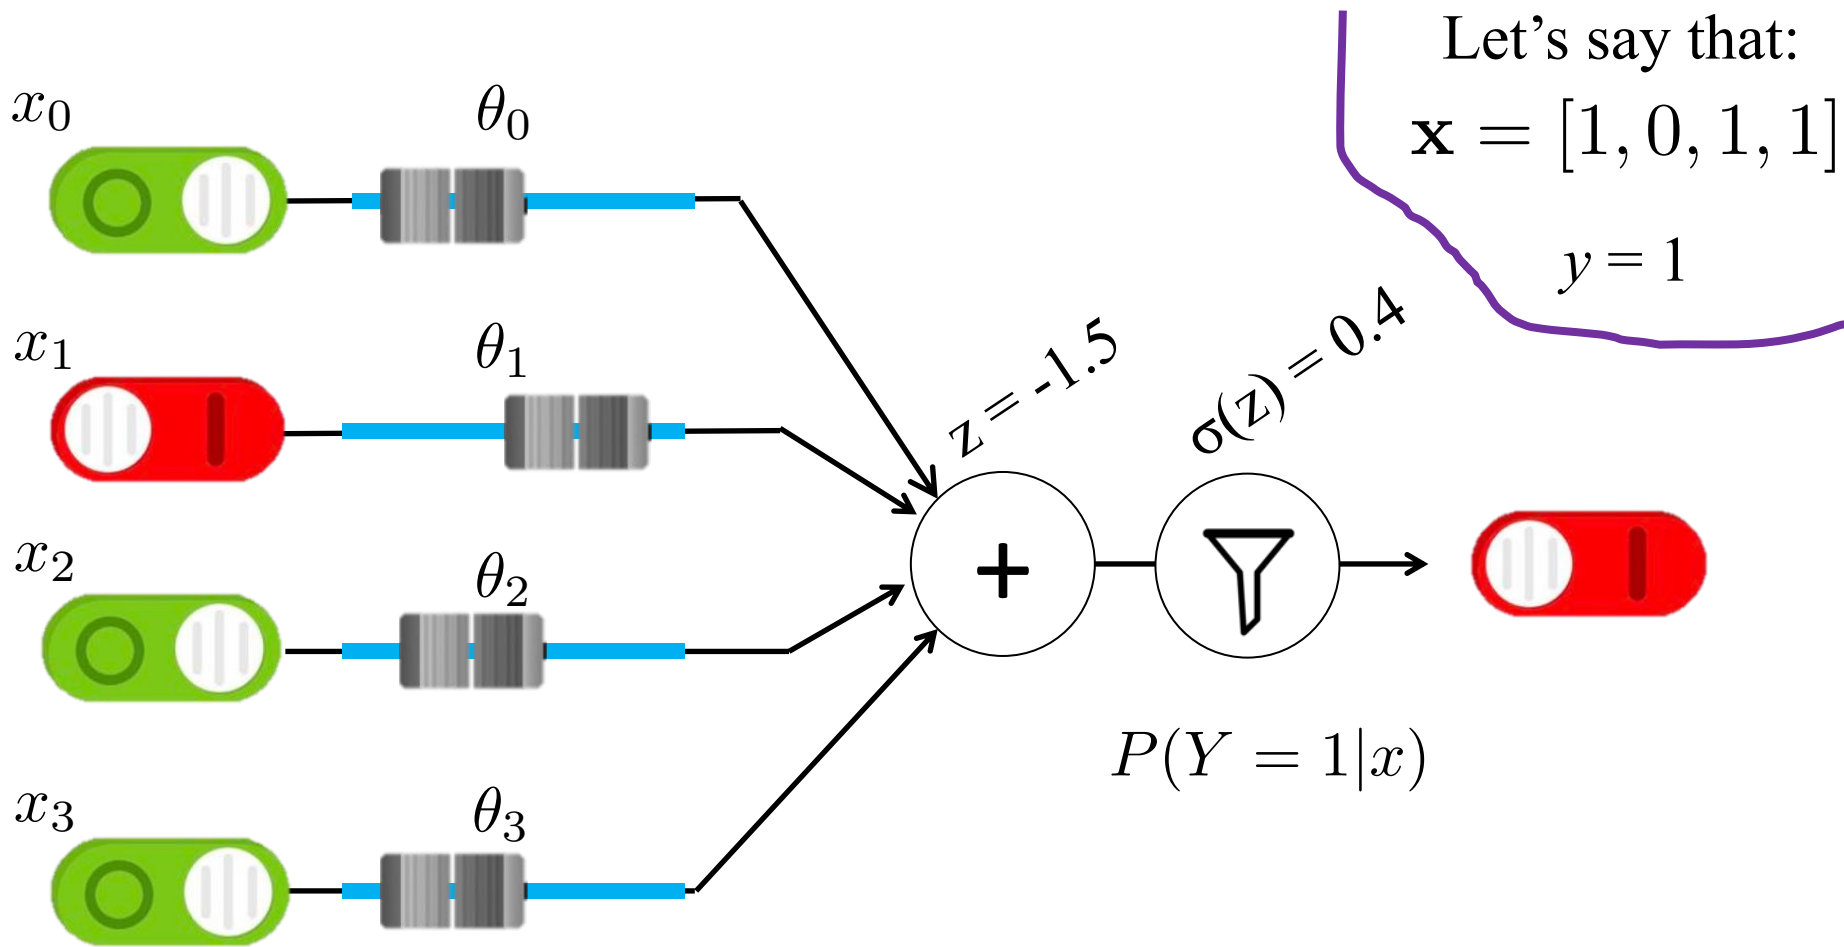 Let's say that:
x = [1, 0, 1, 1]
y = 1
x₀
θ₀
x₁
θ₁
z = -1.5
σ(z) = 0.4
x₂
θ₂
+
P(Y = 1|x)
x₃
θ₃